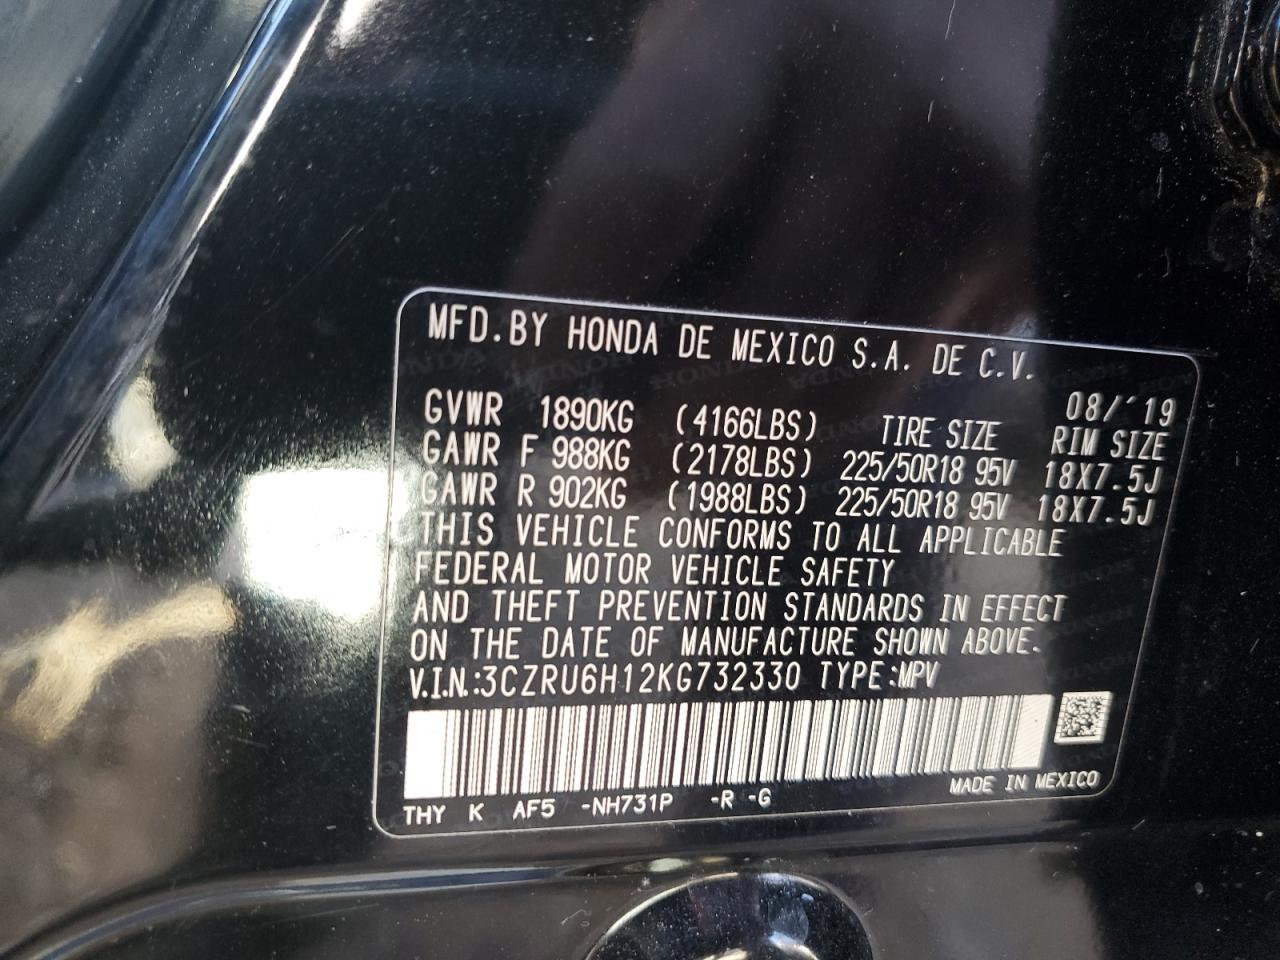 MFD.BY HONDA DE MEXICO S.A. DE C.V.
08/'19
GVWR 1890KG (4166LBS) TIRE SIZE RIM SIZE
GAWR F 988KG (2178LBS) 225/50R18 95V 18X7.5J
GAWR R 902KG (1988LBS) 225/50R18 95V 18X7.5J
THIS VEHICLE CONFORMS TO ALL APPLICABLE
FEDERAL MOTOR VEHICLE SAFETY
AND THEFT PREVENTION STANDARDS IN EFFECT
ON THE DATE OF MANUFACTURE SHOWN ABOVE.
V.I.N.:3CZRU6H12KG732330 TYPE:MPV
MADE IN MEXICO
THY K AF5 -NH731P -R -G